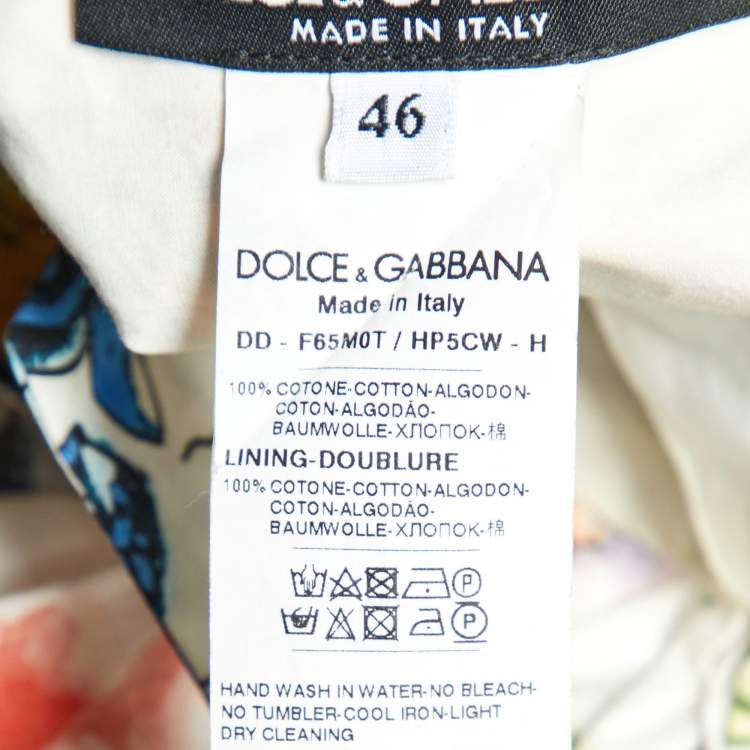 MADE IN ITALY
46
DOLCE & GABBANA
Made in Italy
DD - F65M0T / HP5CW - H
100% COTONE-COTTON-ALGODON-
COTON-ALGODÃO-
BAUMWOLLE-ХЛОПОК-棉
LINING-DOUBLURE
100% COTONE-COTTON-ALGODON-
COTON-ALGODÃO-
BAUMWOLLE-ХЛОПОК-棉
P
P
HAND WASH IN WATER-NO BLEACH-
NO TUMBLER-COOL IRON-LIGHT
DRY CLEANING